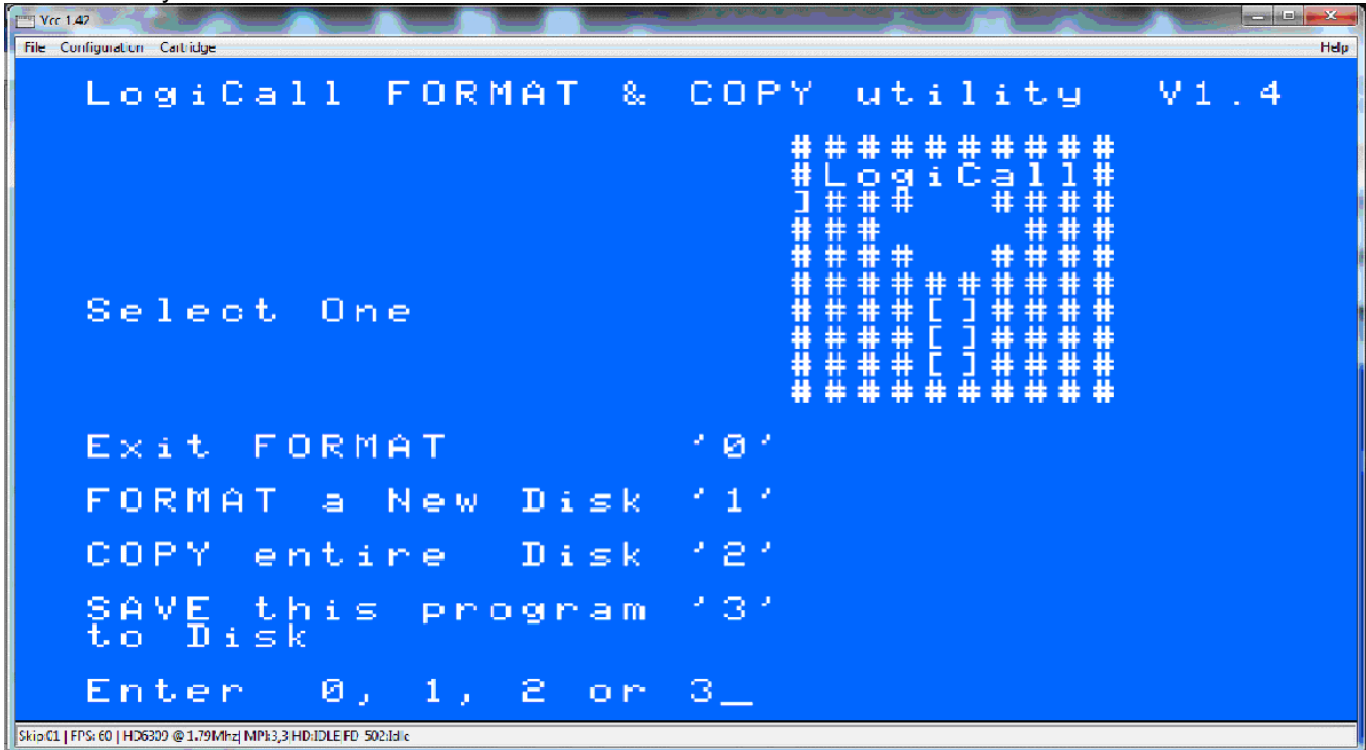 Vcc 1.42
File Configuration Cartridge Help
LogiCall FORMAT & COPY utility V1.4
##########
#LogiCall#
]### ####
### ###
#### ####
##########
Select One ####[]####
####[]####
####[]####
##########
Exit FORMAT '0'
FORMAT a New Disk '1'
COPY entire Disk '2'
SAVE this program '3'
to Disk
Enter 0, 1, 2 or 3_
Skip:01 | FPS: 60 | HD6309 @ 1.79Mhz| MPI:3,3|HD:IDLE|FD-502:Idle